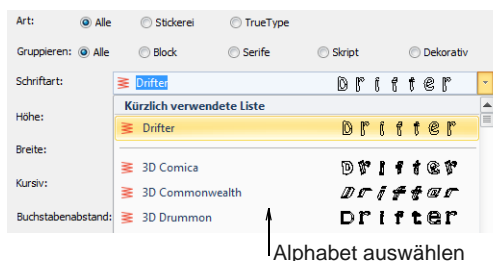 Art: Alle Stickerei TrueType
Gruppieren: Alle Block Serife Skript Dekorativ
Schriftart: Drifter Drifter
Kürzlich verwendete Liste
Höhe: Drifter Drifter
Breite:
3D Comica Drifter
Kursiv: 3D Commonwealth Drifter
Buchstabenabstand: 3D Drummon Drifter
Alphabet auswählen